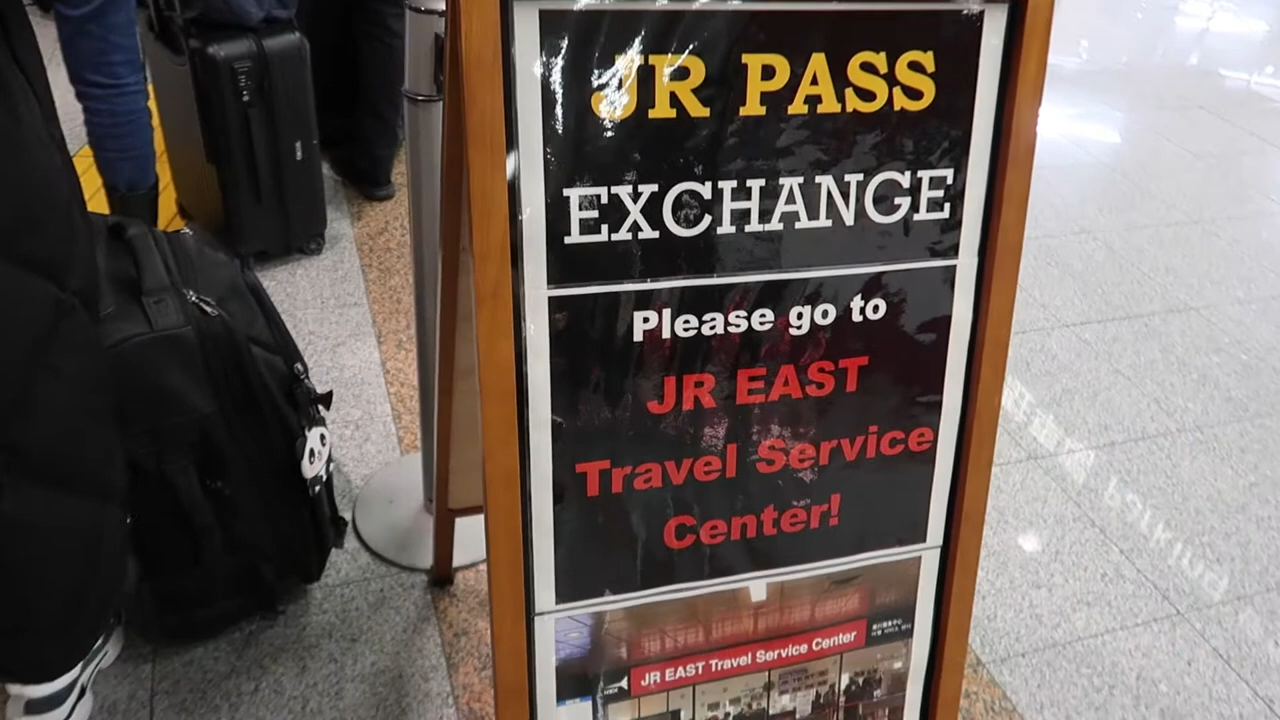 JR PASS
EXCHANGE
Please go to
JR EAST
Travel Service
Center!
JR EAST Travel Service Center